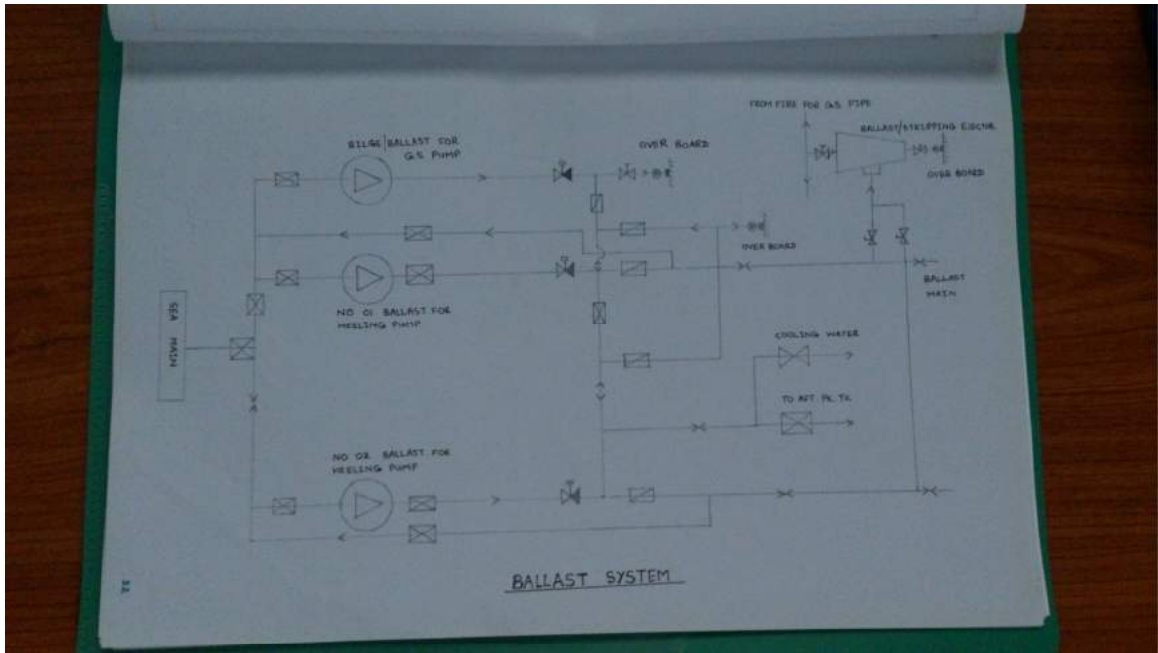 FROM FIRE FOR GS PIPE
BALLAST/STRIPPING EJECTOR
BILGE/BALLAST FOR
G.S PUMP
OVER BOARD
OVER BOARD
OVER BOARD
BALLAST
MAIN
NO 01 BALLAST FOR
HEELING PUMP
SEA MAIN
COOLING WATER
TO AFT. PK. TK
NO 02 BALLAST FOR
HEELING PUMP
BALLAST SYSTEM